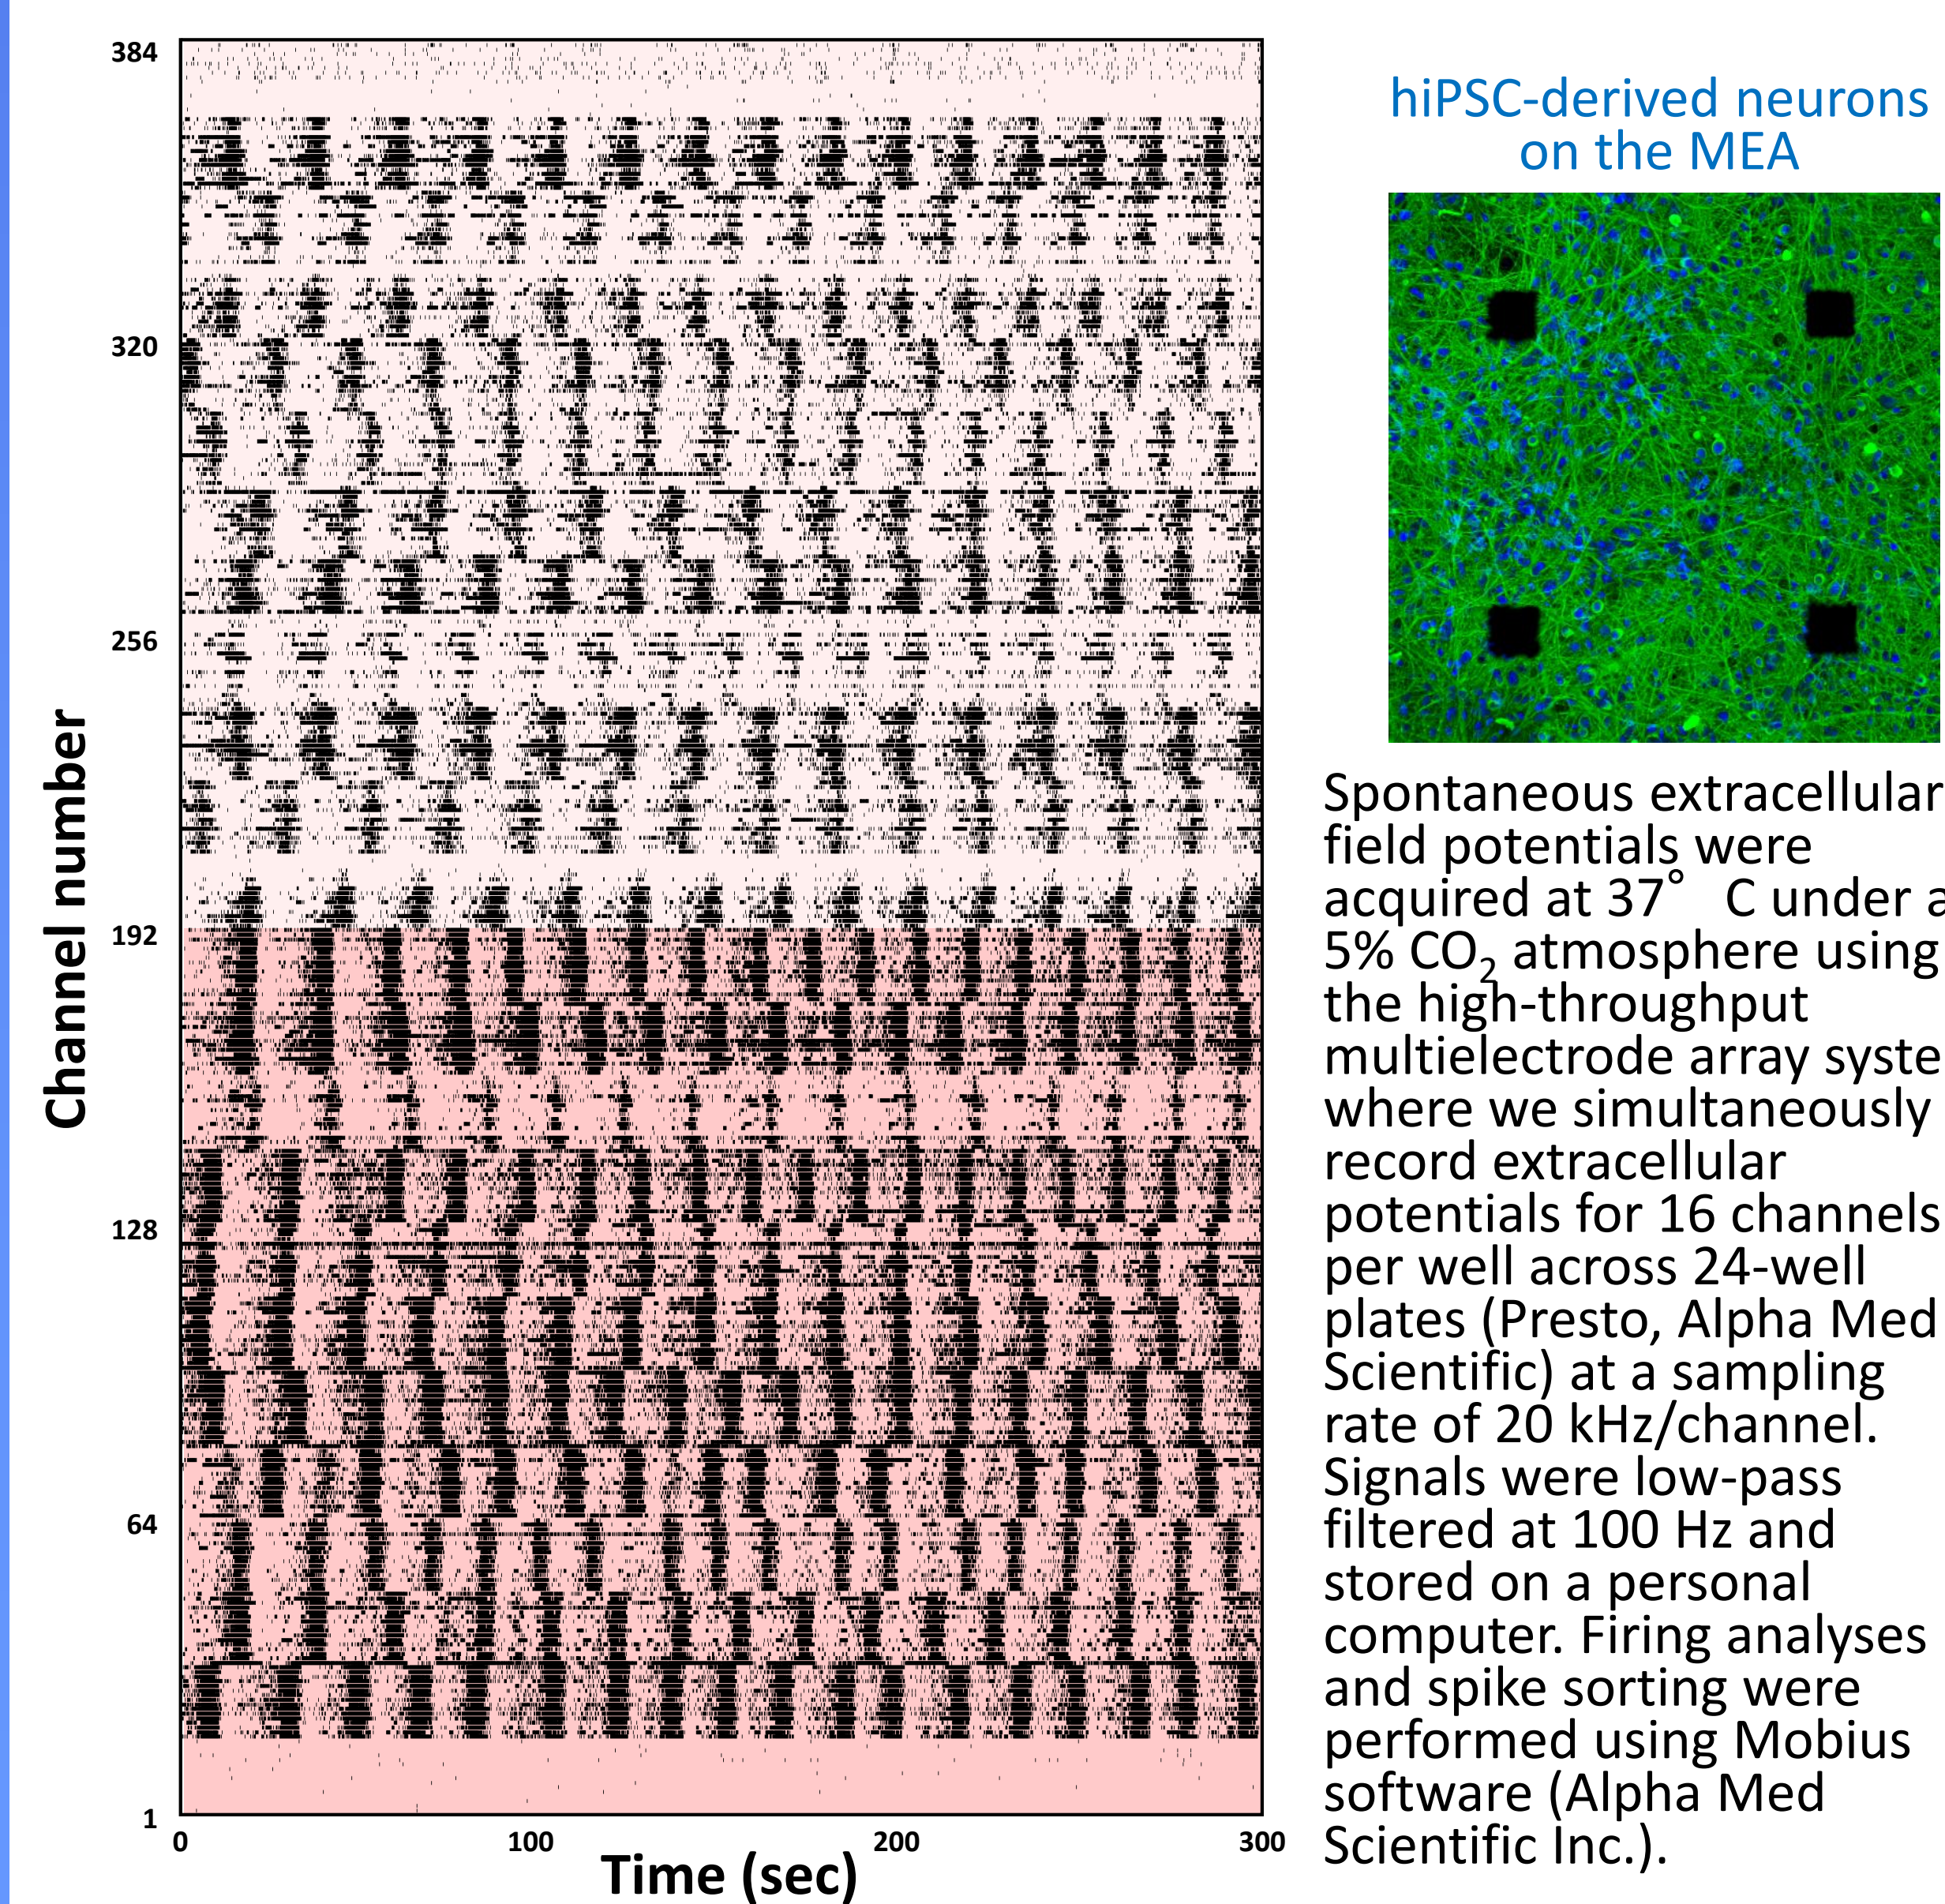 384
320
256
192
128
64
1
Channel number
0 100 200 300
Time (sec)
hiPSC-derived neurons
on the MEA
Spontaneous extracellular
field potentials were
acquired at 37° C under a
5% CO2 atmosphere using
the high-throughput
multielectrode array syste
where we simultaneously
record extracellular
potentials for 16 channels
per well across 24-well
plates (Presto, Alpha Med
Scientific) at a sampling
rate of 20 kHz/channel.
Signals were low-pass
filtered at 100 Hz and
stored on a personal
computer. Firing analyses
and spike sorting were
performed using Mobius
software (Alpha Med
Scientific Inc.).